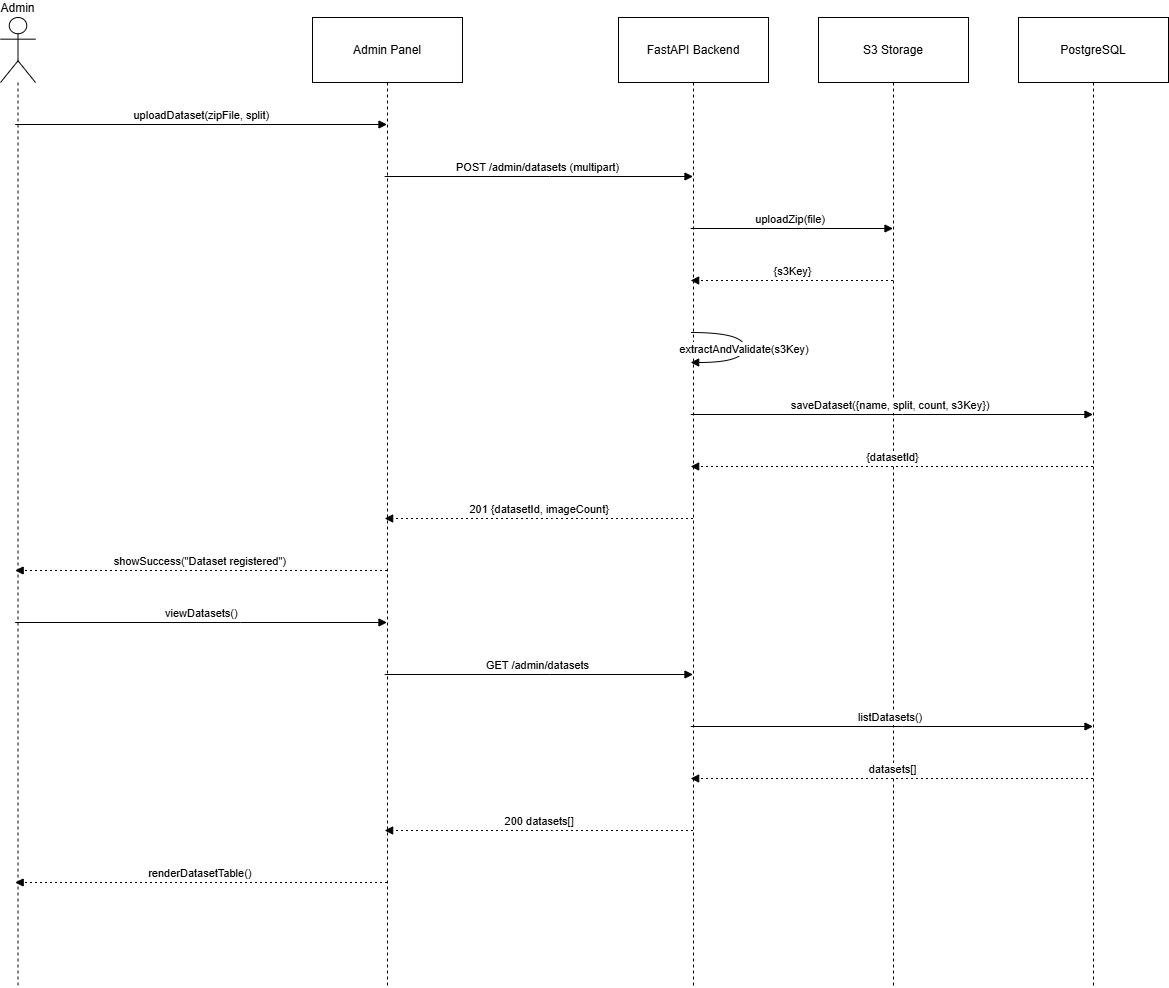 Admin
Admin Panel
FastAPI Backend
S3 Storage
PostgreSQL
uploadDataset(zipFile, split)
POST /admin/datasets (multipart)
uploadZip(file)
{s3Key}
extractAndValidate(s3Key)
saveDataset({name, split, count, s3Key})
{datasetId}
201 {datasetId, imageCount}
showSuccess("Dataset registered")
viewDatasets()
GET /admin/datasets
listDatasets()
datasets[]
200 datasets[]
renderDatasetTable()